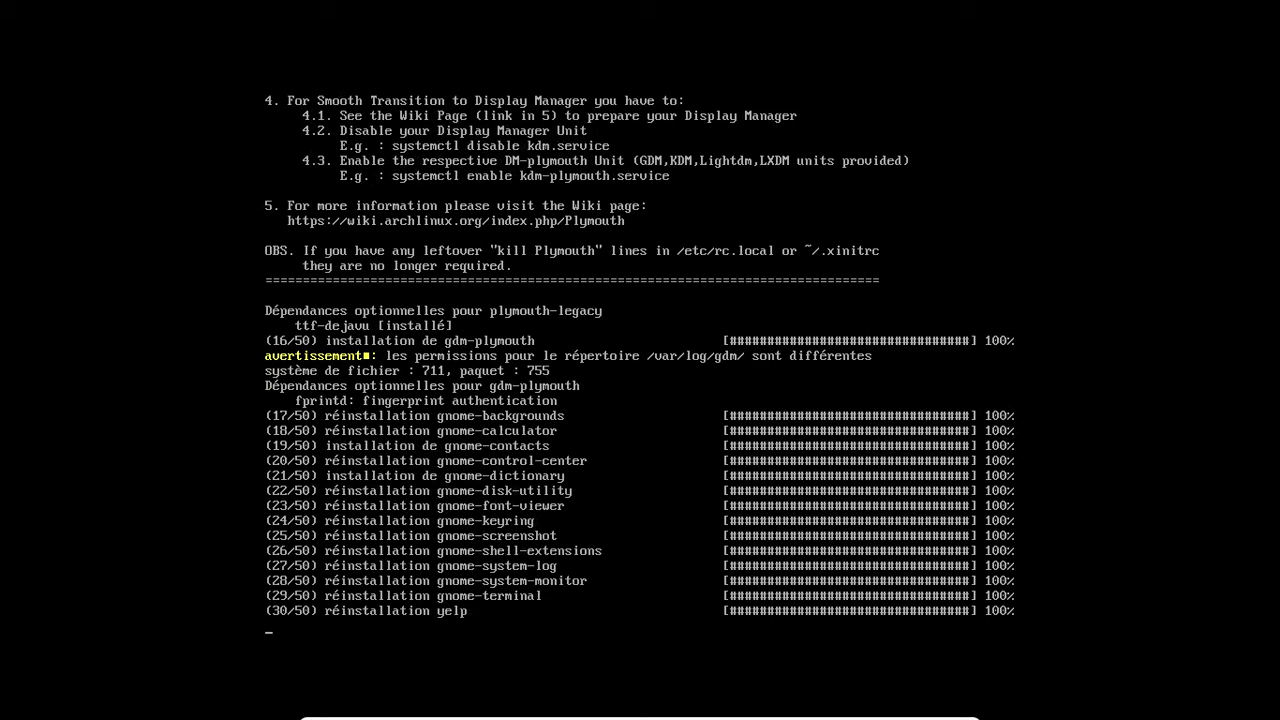 4. For Smooth Transition to Display Manager you have to:
4.1. See the Wiki Page (link in 5) to prepare your Display Manager
4.2. Disable your Display Manager Unit
E.g. : systemctl disable kdm.service
4.3. Enable the respective DM-plymouth Unit (GDM,KDM,Lightdm,LXDM units provided)
E.g. : systemctl enable kdm-plymouth.service
5. For more information please visit the Wiki page:
https://wiki.archlinux.org/index.php/Plymouth
OBS. If you have any leftover "kill Plymouth" lines in /etc/rc.local or ~/.xinitrc
they are no longer required.
==================================================================================
Dépendances optionnelles pour plymouth-legacy
ttf-dejavu [installé]
(16/50) installation de gdm-plymouth [################################] 100%
avertissement■: les permissions pour le répertoire /var/log/gdm/ sont différentes
système de fichier : 711, paquet : 755
Dépendances optionnelles pour gdm-plymouth
fprintd: fingerprint authentication
(17/50) réinstallation gnome-backgrounds [################################] 100%
(18/50) réinstallation gnome-calculator [################################] 100%
(19/50) installation de gnome-contacts [################################] 100%
(20/50) réinstallation gnome-control-center [################################] 100%
(21/50) installation de gnome-dictionary [################################] 100%
(22/50) réinstallation gnome-disk-utility [################################] 100%
(23/50) réinstallation gnome-font-viewer [################################] 100%
(24/50) réinstallation gnome-keyring [################################] 100%
(25/50) réinstallation gnome-screenshot [################################] 100%
(26/50) réinstallation gnome-shell-extensions [################################] 100%
(27/50) réinstallation gnome-system-log [################################] 100%
(28/50) réinstallation gnome-system-monitor [################################] 100%
(29/50) réinstallation gnome-terminal [################################] 100%
(30/50) réinstallation yelp [################################] 100%
_